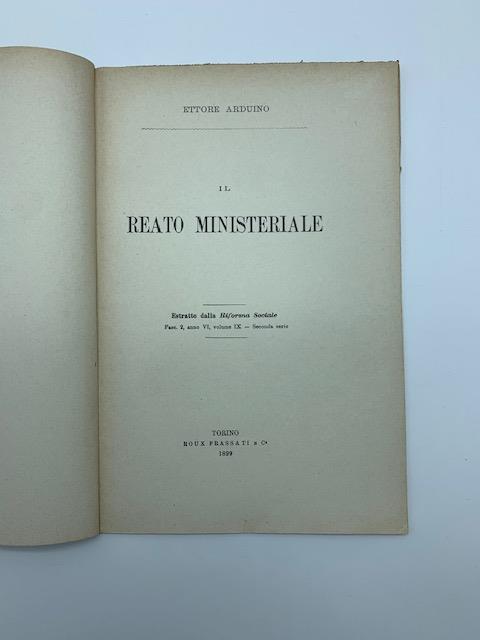 ETTORE ARDUINO
IL
REATO MINISTERIALE
Estratto dalla Riforma Sociale
Fasc. 2, anno VI, volume IX — Seconda serie
TORINO
ROUX FRASSATI E Cº
1899